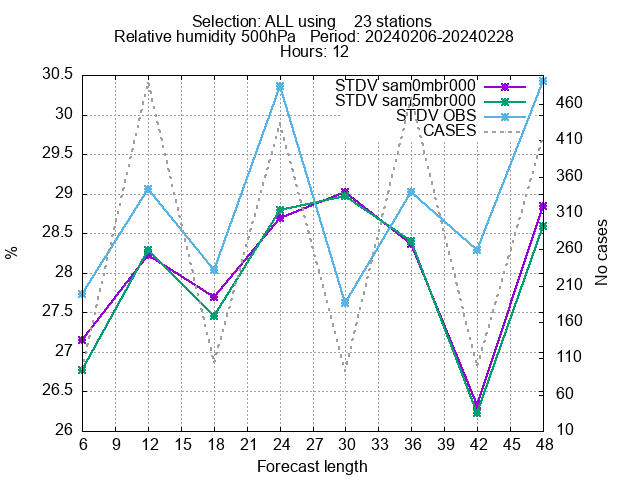 Selection: ALL using 23 stations
Relative humidity 500hPa Period: 20240206-20240228
Hours: 12
STDV sam0mbr000
STDV sam5mbr000
STDV OBS
CASES
30.5
30
29.5
29
28.5
28
27.5
27
26.5
26
%
460
410
360
310
260
210
160
110
60
10
No cases
6 9 12 15 18 21 24 27 30 33 36 39 42 45 48
Forecast length